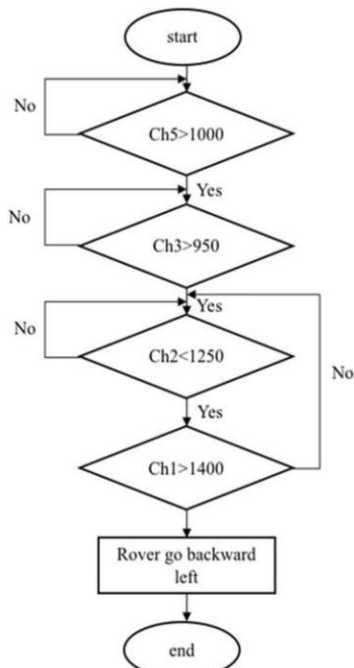 start
No
Ch5>1000
Yes
No
Ch3>950
Yes
No
Ch2<1250
No
Yes
Ch1>1400
Rover go backward
left
end